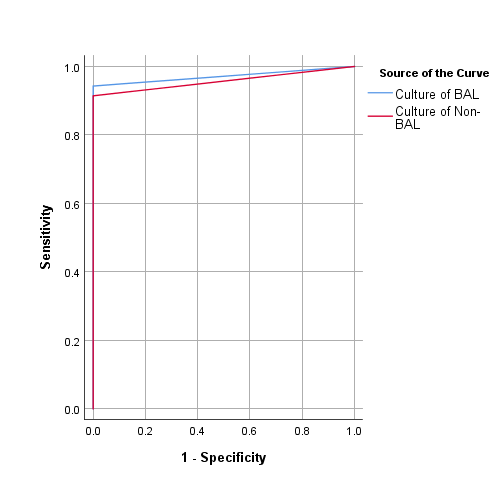 Source of the Curve
Culture of BAL
Culture of Non-
BAL
Sensitivity
1.0
0.8
0.6
0.4
0.2
0.0
0.0 0.2 0.4 0.6 0.8 1.0
1 - Specificity